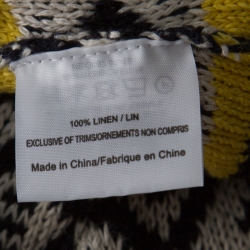 100% LINEN / LIN
EXCLUSIVE OF TRIMS/ORNEMENTS NON COMPRIS
Made in China/Fabrique en Chine